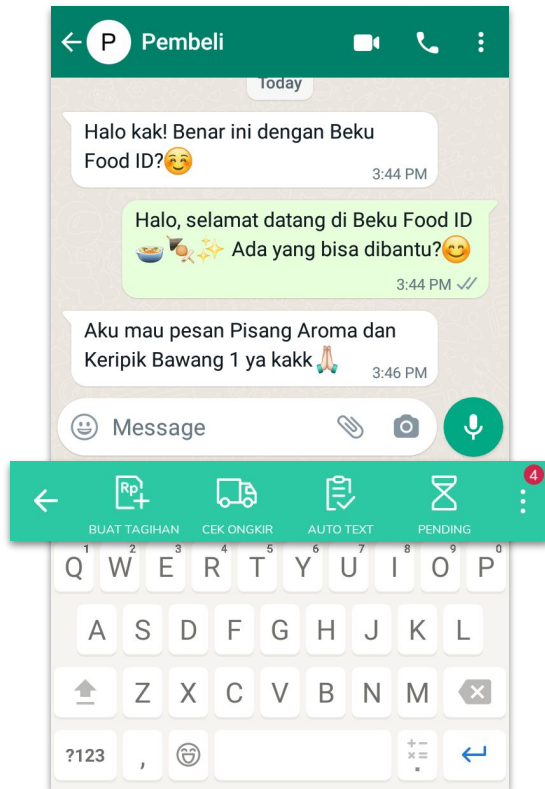 P Pembeli
Today
Halo kak! Benar ini dengan Beku
Food ID?☺️
3:44 PM
Halo, selamat datang di Beku Food ID
🍲🍢✨ Ada yang bisa dibantu?😊
3:44 PM
Aku mau pesan Pisang Aroma dan
Keripik Bawang 1 ya kakk🙏🏻
3:46 PM
Message
4
Rp
BUAT TAGIHAN CEK ONGKIR AUTO TEXT PENDING
1 2 3 4 5 6 7 8 9 0
Q W E R T Y U I O P
A S D F G H J K L
Z X C V B N M
?123 , + − × = .